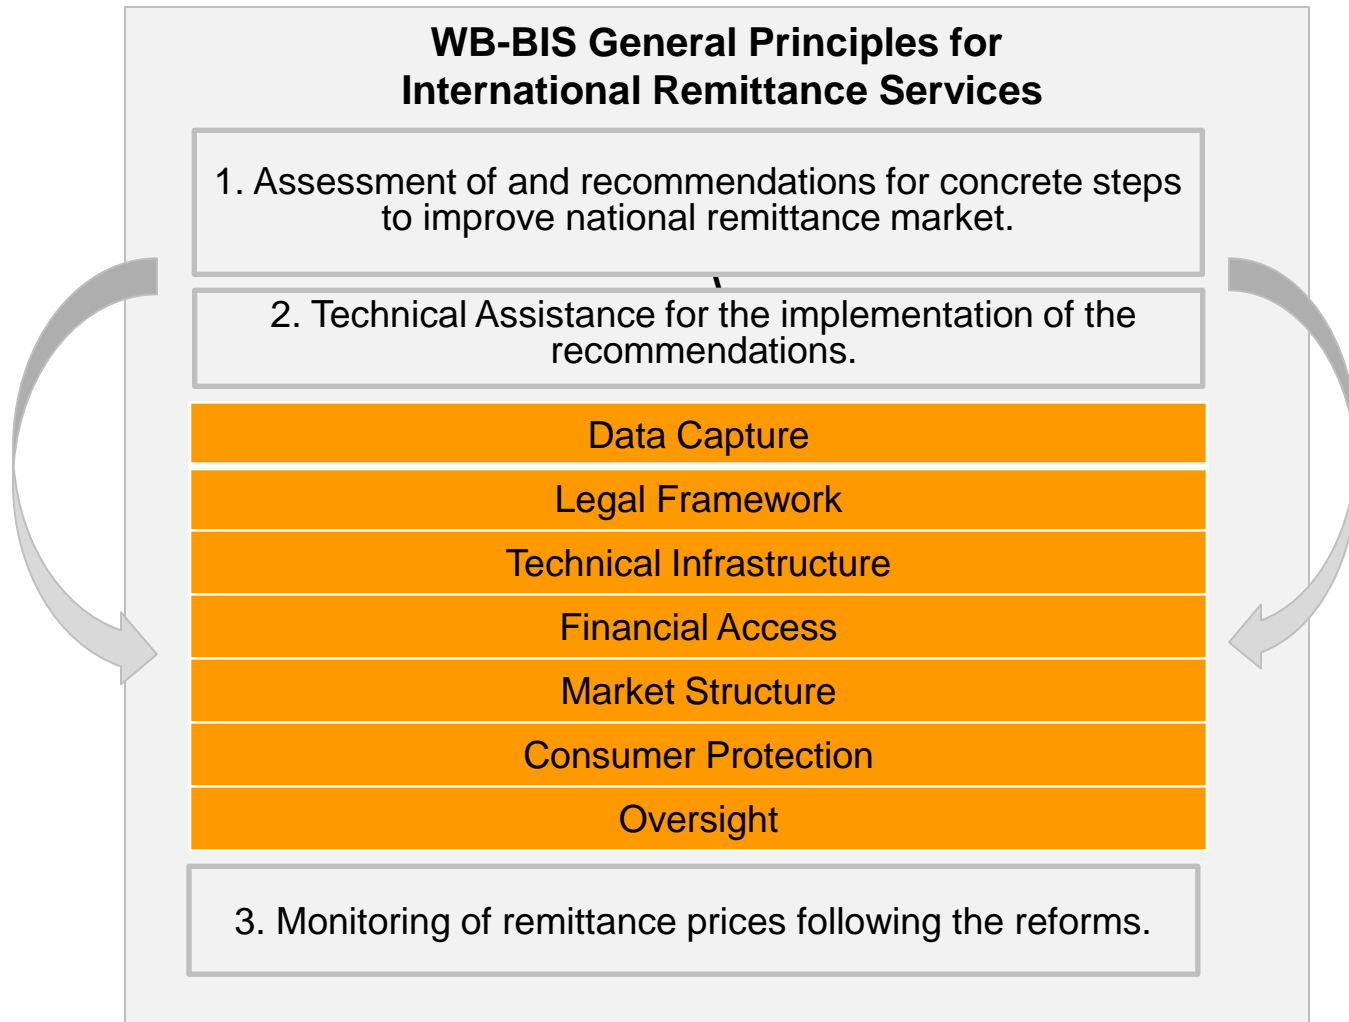 WB-BIS General Principles for
International Remittance Services
1. Assessment of and recommendations for concrete steps
to improve national remittance market.
2. Technical Assistance for the implementation of the
recommendations.
Data Capture
Legal Framework
Technical Infrastructure
Financial Access
Market Structure
Consumer Protection
Oversight
3. Monitoring of remittance prices following the reforms.